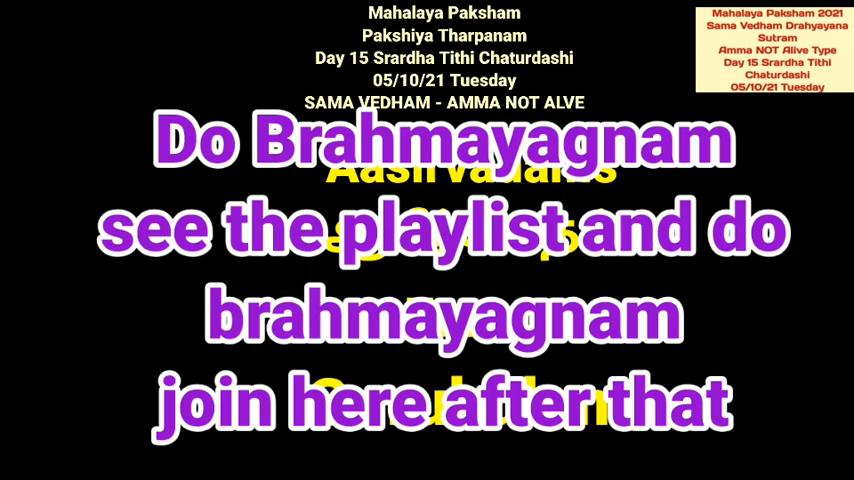 Mahalaya Paksham
Pakshiya Tharpanam
Day 15 Srardha Tithi Chaturdashi
05/10/21 Tuesday
SAMA VEDHAM - AMMA NOT ALVE
Mahalaya Paksham 2021
Sama Vedham Drahyayana
Sutram
Amma NOT Alive Type
Day 15 Srardha Tithi
Chaturdashi
05/10/21 Tuesday
Do Brahmayagnam
see the playlist and do
brahmayagnam
join here after that